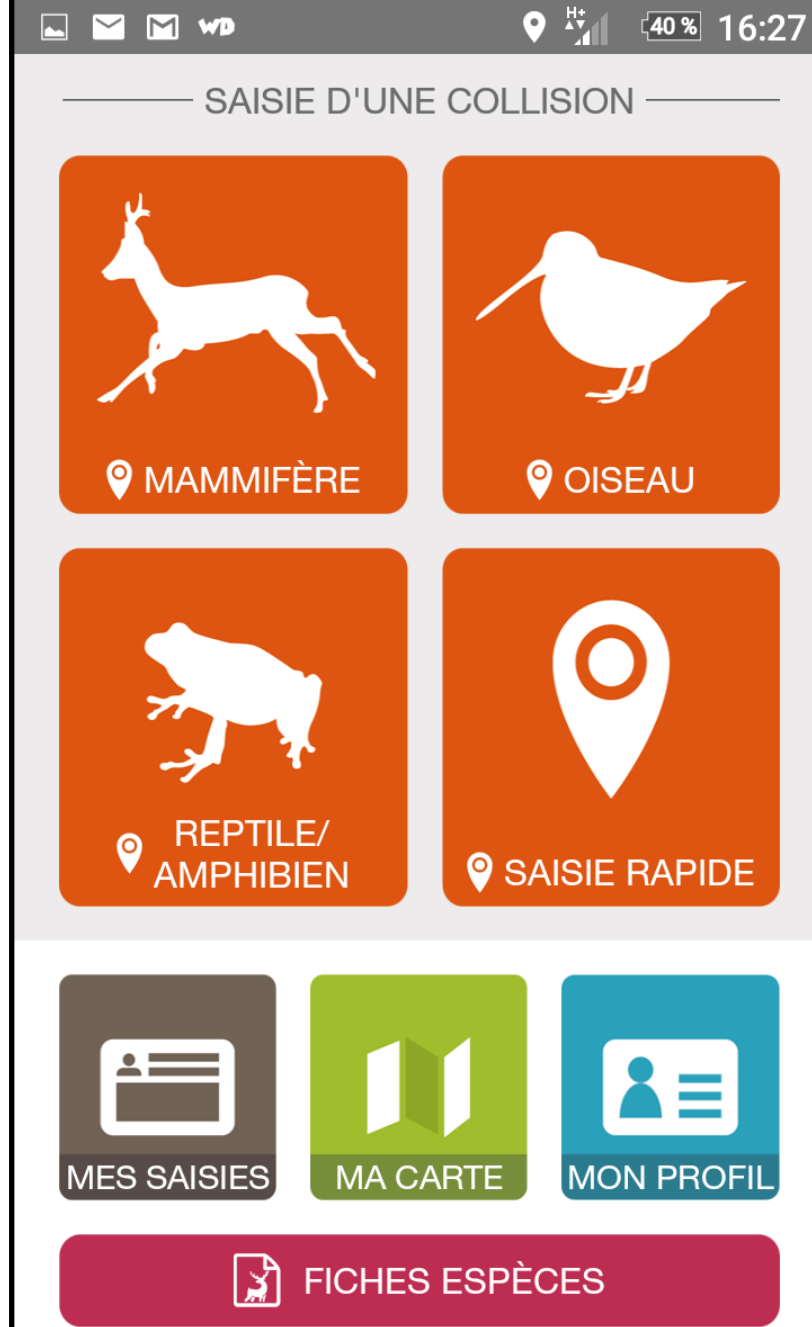 WD H+ 40 % 16:27
SAISIE D'UNE COLLISION
MAMMIFÈRE
OISEAU
REPTILE/
AMPHIBIEN
SAISIE RAPIDE
MES SAISIES
MA CARTE
MON PROFIL
FICHES ESPÈCES